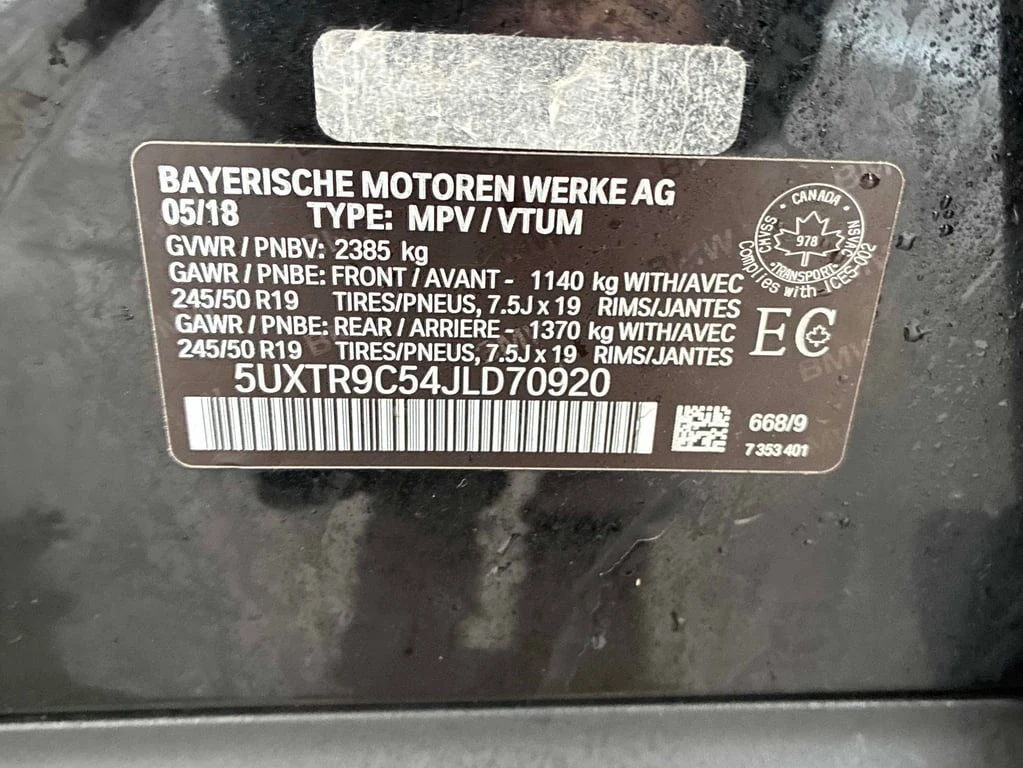 BAYERISCHE MOTOREN WERKE AG
05/18 TYPE: MPV / VTUM
GVWR / PNBV: 2385 kg
GAWR / PNBE: FRONT / AVANT - 1140 kg WITH/AVEC
245/50 R19 TIRES/PNEUS, 7.5J x 19 RIMS/JANTES
GAWR / PNBE: REAR / ARRIERE - 1370 kg WITH/AVEC
245/50 R19 TIRES/PNEUS, 7.5J x 19 RIMS/JANTES
5UXTR9C54JLD70920
CANADA
CMVSS
NSVAC
978
TRANSPORT
Complies with ICES-002
EC
668/9
7 353 401
BMW
BMW